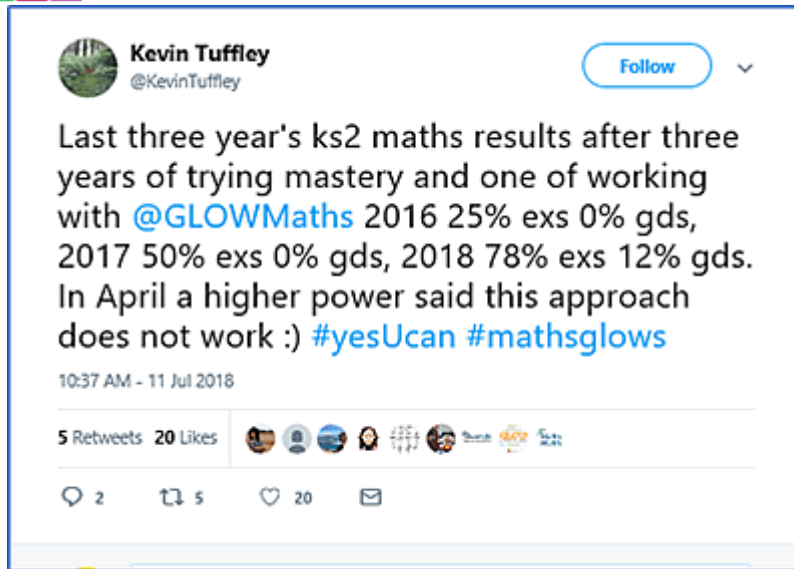 Kevin Tuffley
@KevinTuffley
Follow
Last three year's ks2 maths results after three
years of trying mastery and one of working
with @GLOWMaths 2016 25% exs 0% gds,
2017 50% exs 0% gds, 2018 78% exs 12% gds.
In April a higher power said this approach
does not work :) #yesUcan #mathsglows
10:37 AM - 11 Jul 2018
5 Retweets 20 Likes
2 5 20